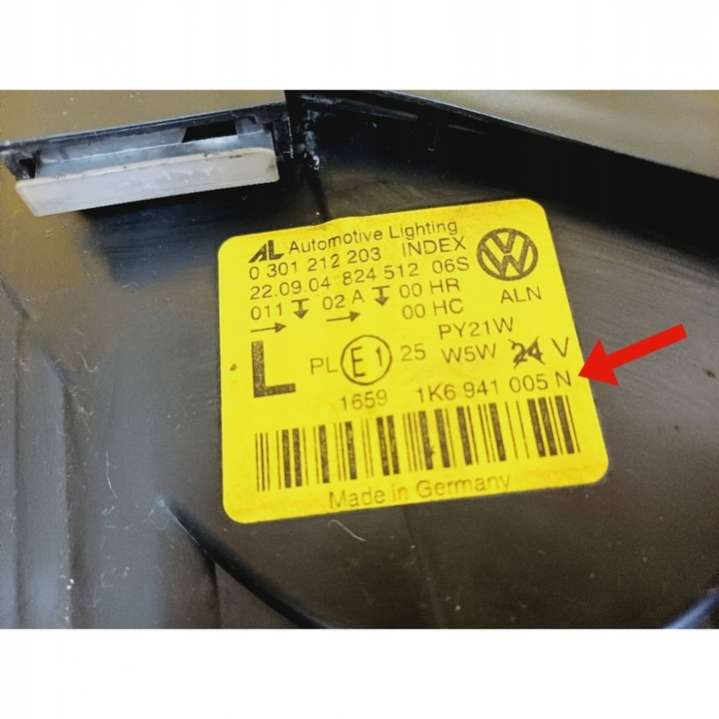 AL Automotive Lighting
0 301 212 203 INDEX
22.09.04 824 512 06S
011 02 A 00 HR
00 HC ALN
PY21W
L PL E1 25 W5W 24 V
1659 1K6 941 005 N
Made in Germany